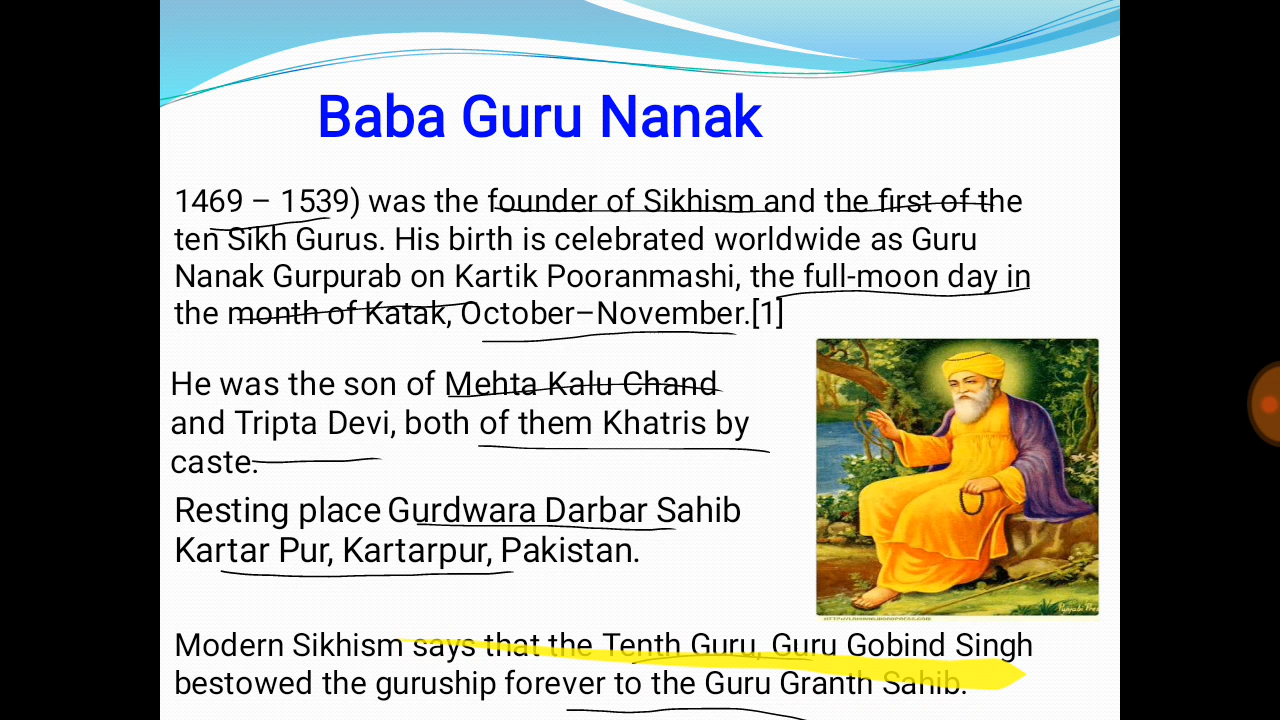 Baba Guru Nanak
1469 – 1539) was the founder of Sikhism and the first of the
ten Sikh Gurus. His birth is celebrated worldwide as Guru
Nanak Gurpurab on Kartik Pooranmashi, the full-moon day in
the month of Katak, October–November.[1]
He was the son of Mehta Kalu Chand
and Tripta Devi, both of them Khatris by
caste.
Resting place Gurdwara Darbar Sahib
Kartar Pur, Kartarpur, Pakistan.
Modern Sikhism says that the Tenth Guru, Guru Gobind Singh
bestowed the guruship forever to the Guru Granth Sahib.